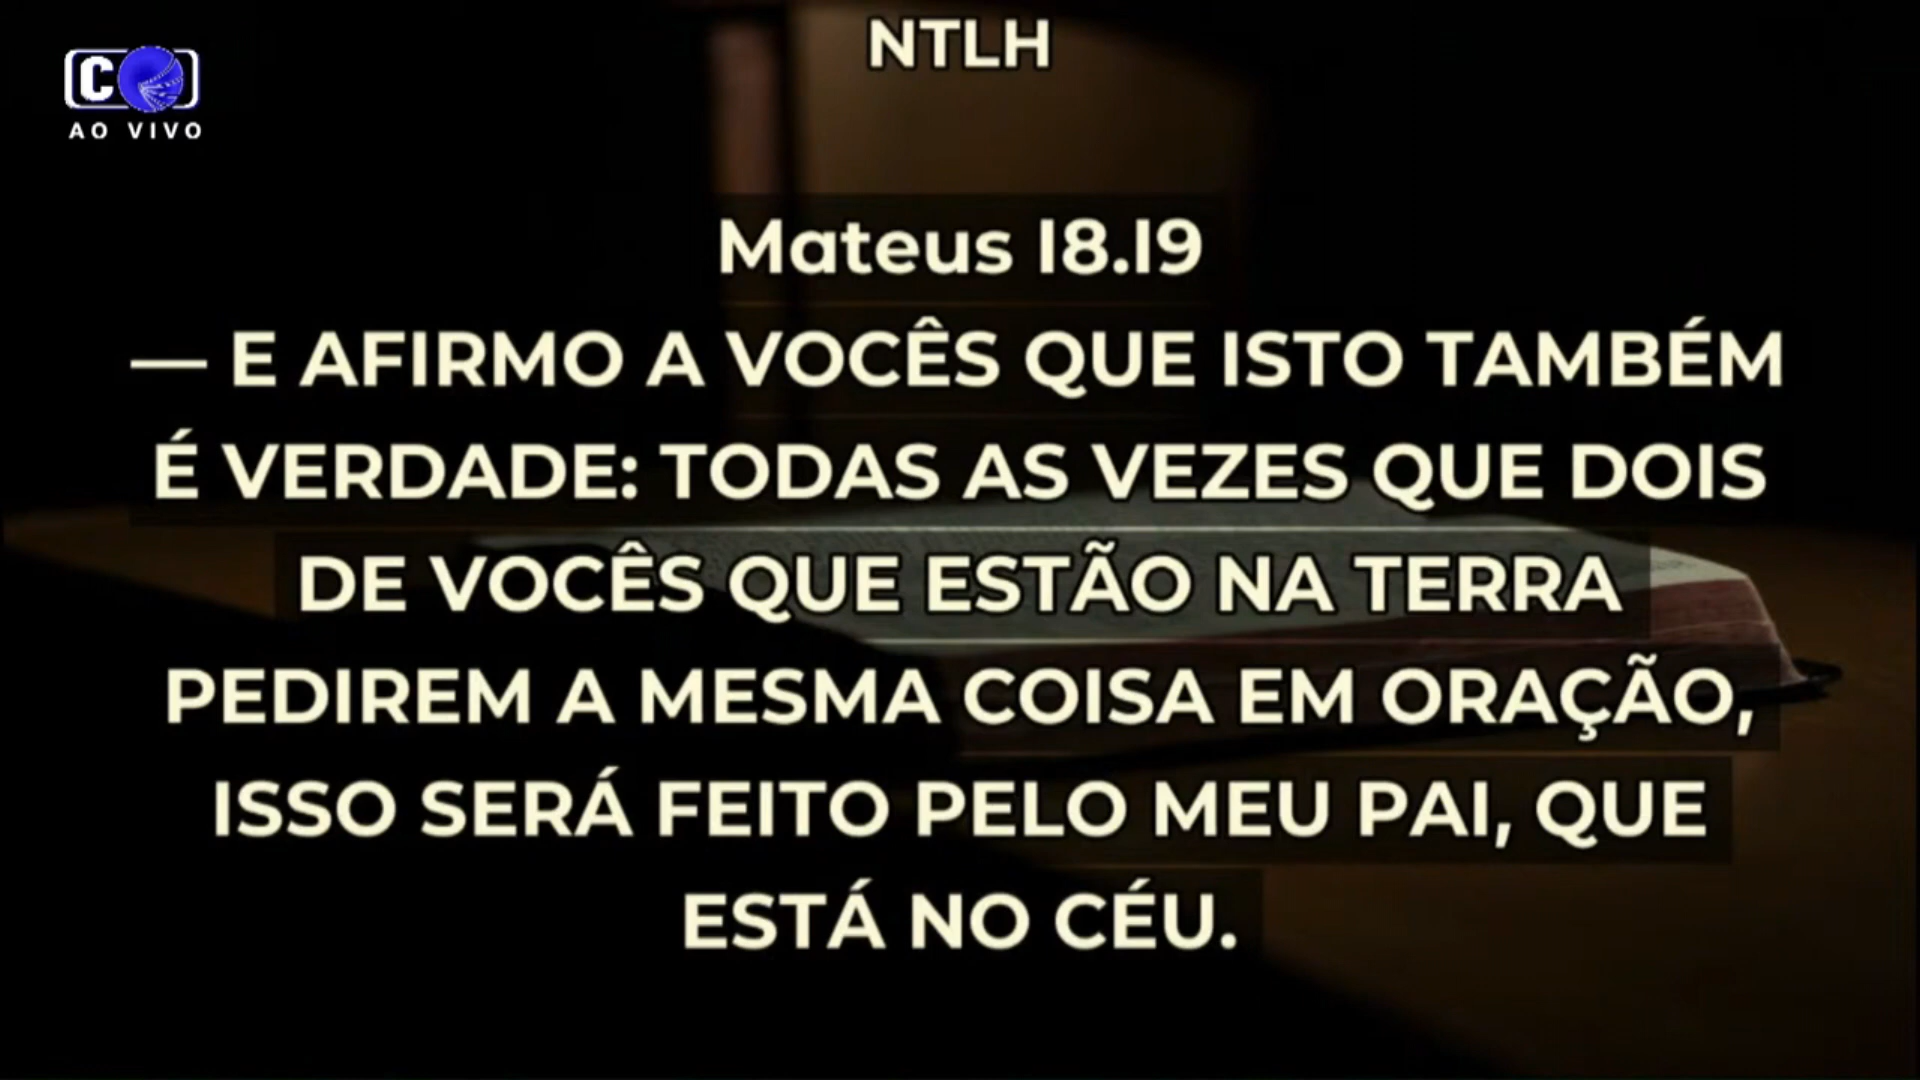 NTLH
C
AO VIVO
Mateus 18.19
— E AFIRMO A VOCÊS QUE ISTO TAMBÉM
É VERDADE: TODAS AS VEZES QUE DOIS
DE VOCÊS QUE ESTÃO NA TERRA
PEDIREM A MESMA COISA EM ORAÇÃO,
ISSO SERÁ FEITO PELO MEU PAI, QUE
ESTÁ NO CÉU.